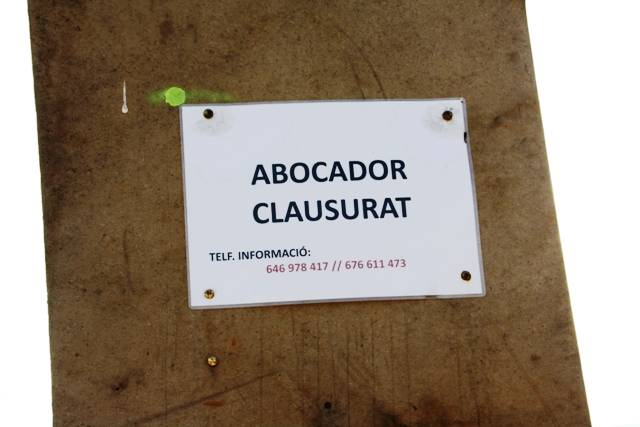 ABOCADOR
CLAUSURAT
TELF. INFORMACIÓ:
646 978 417 // 676 611 473